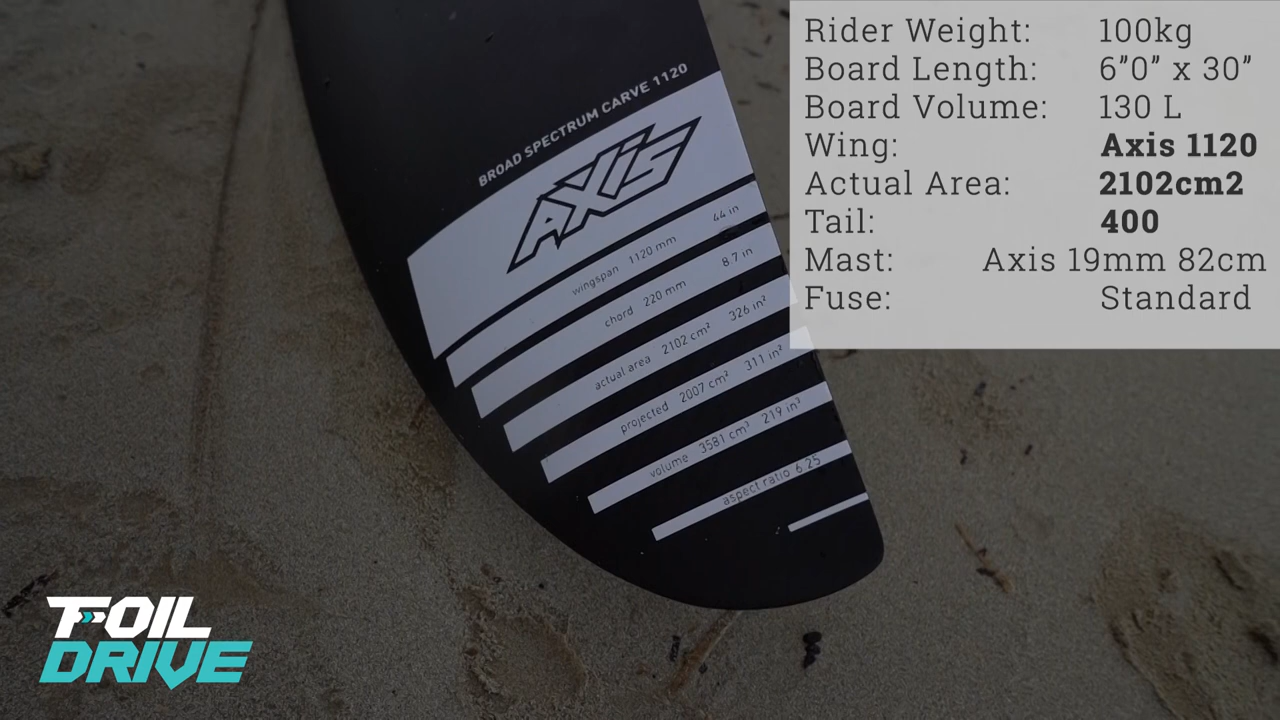 BROAD SPECTRUM CARVE 1120
AXIS
wingspan 1120 mm 44 in
chord 220 mm 8.7 in
actual area 2102 cm² 326 in²
projected 2007 cm² 311 in²
volume 3581 cm³ 219 in³
aspect ratio 6.25
Rider Weight: 100kg
Board Length: 6”0” x 30”
Board Volume: 130 L
Wing: Axis 1120
Actual Area: 2102cm2
Tail: 400
Mast: Axis 19mm 82cm
Fuse: Standard
FOIL
DRIVE